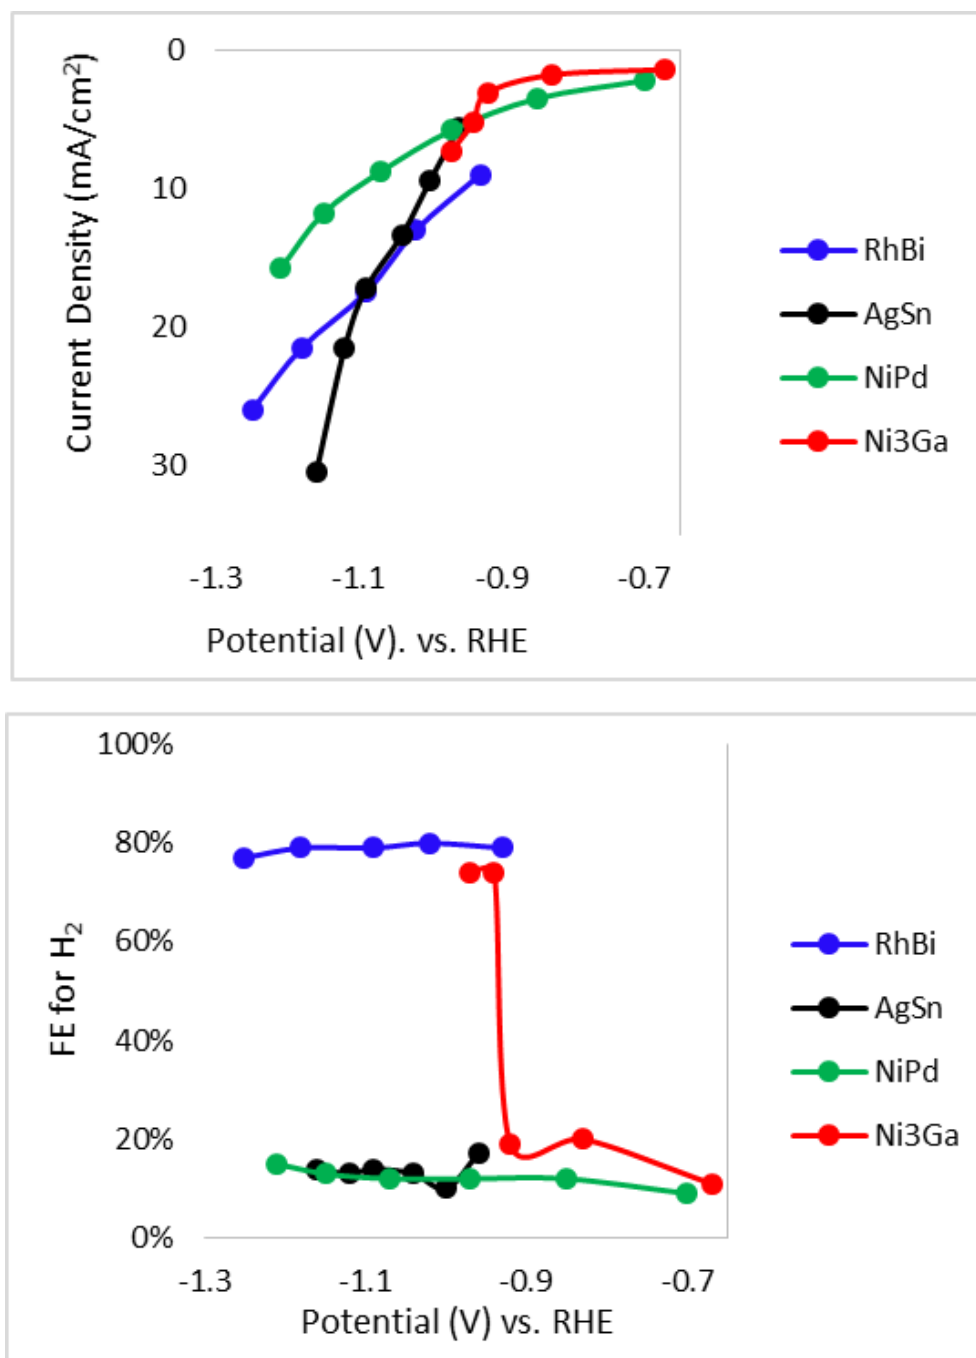 0
10
20
30
Current Density (mA/cm²)
-1.3 -1.1 -0.9 -0.7
Potential (V). vs. RHE
RhBi
AgSn
NiPd
Ni3Ga
100%
80%
60%
40%
20%
0%
FE for H₂
-1.3 -1.1 -0.9 -0.7
Potential (V) vs. RHE
RhBi
AgSn
NiPd
Ni3Ga